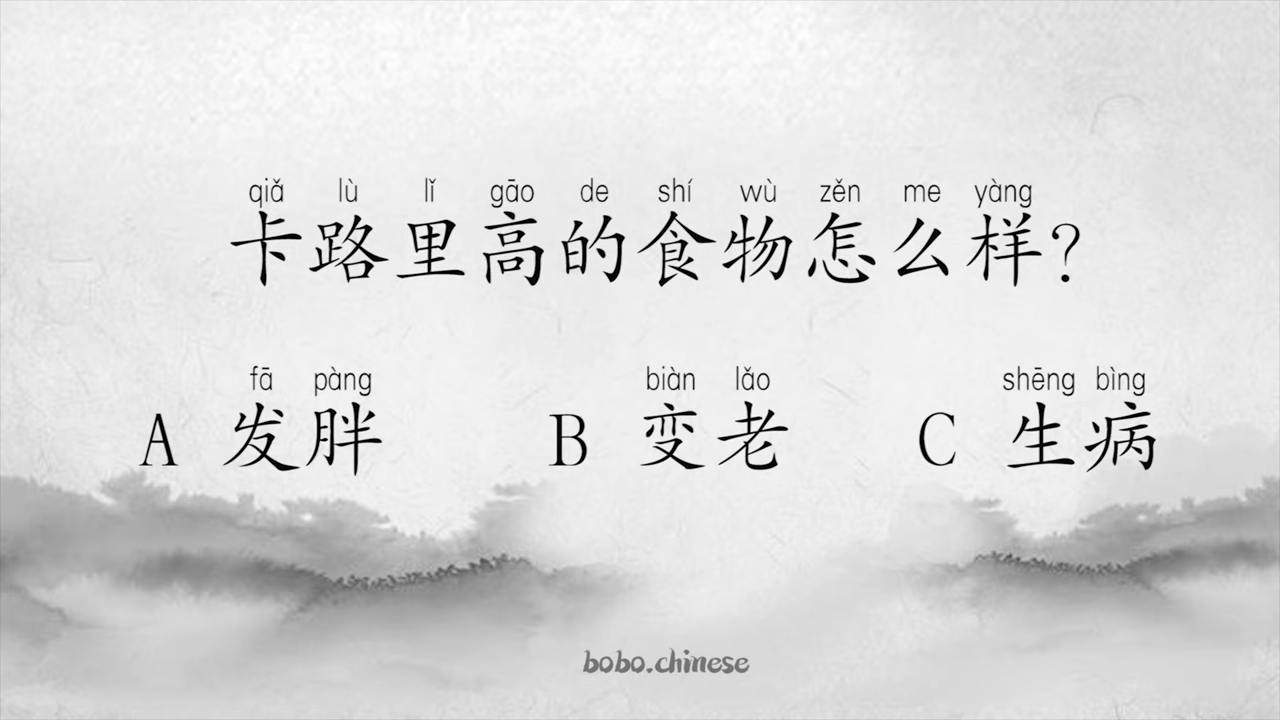 qiǎ lù lǐ gāo de shí wù zěn me yàng
卡路里高的食物怎么样?
fā pàng biàn lǎo shēng bìng
A 发胖 B 变老 C 生病
bobo.chinese